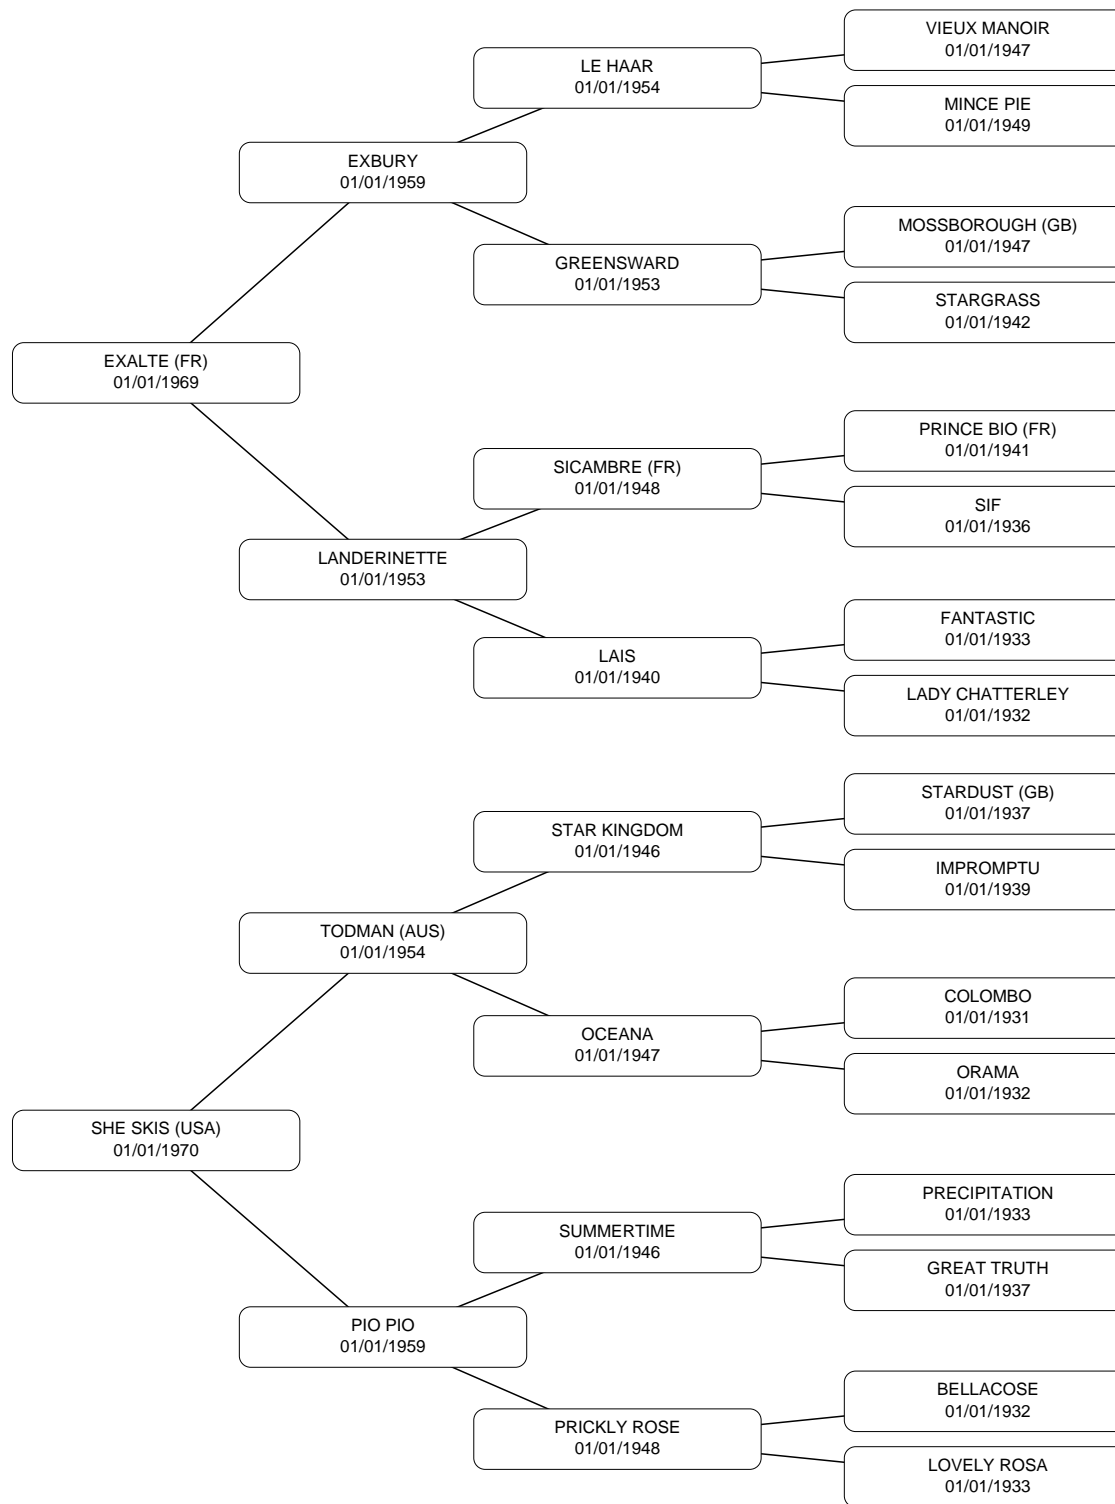 VIEUX MANOIR
01/01/1947
LE HAAR
01/01/1954
MINCE PIE
01/01/1949
EXBURY
01/01/1959
MOSSBOROUGH (GB)
01/01/1947
GREENSWARD
01/01/1953
STARGRASS
01/01/1942
EXALTE (FR)
01/01/1969
PRINCE BIO (FR)
01/01/1941
SICAMBRE (FR)
01/01/1948
SIF
01/01/1936
LANDERINETTE
01/01/1953
FANTASTIC
01/01/1933
LAIS
01/01/1940
LADY CHATTERLEY
01/01/1932
STARDUST (GB)
01/01/1937
STAR KINGDOM
01/01/1946
IMPROMPTU
01/01/1939
TODMAN (AUS)
01/01/1954
COLOMBO
01/01/1931
OCEANA
01/01/1947
ORAMA
01/01/1932
SHE SKIS (USA)
01/01/1970
PRECIPITATION
01/01/1933
SUMMERTIME
01/01/1946
GREAT TRUTH
01/01/1937
PIO PIO
01/01/1959
BELLACOSE
01/01/1932
PRICKLY ROSE
01/01/1948
LOVELY ROSA
01/01/1933